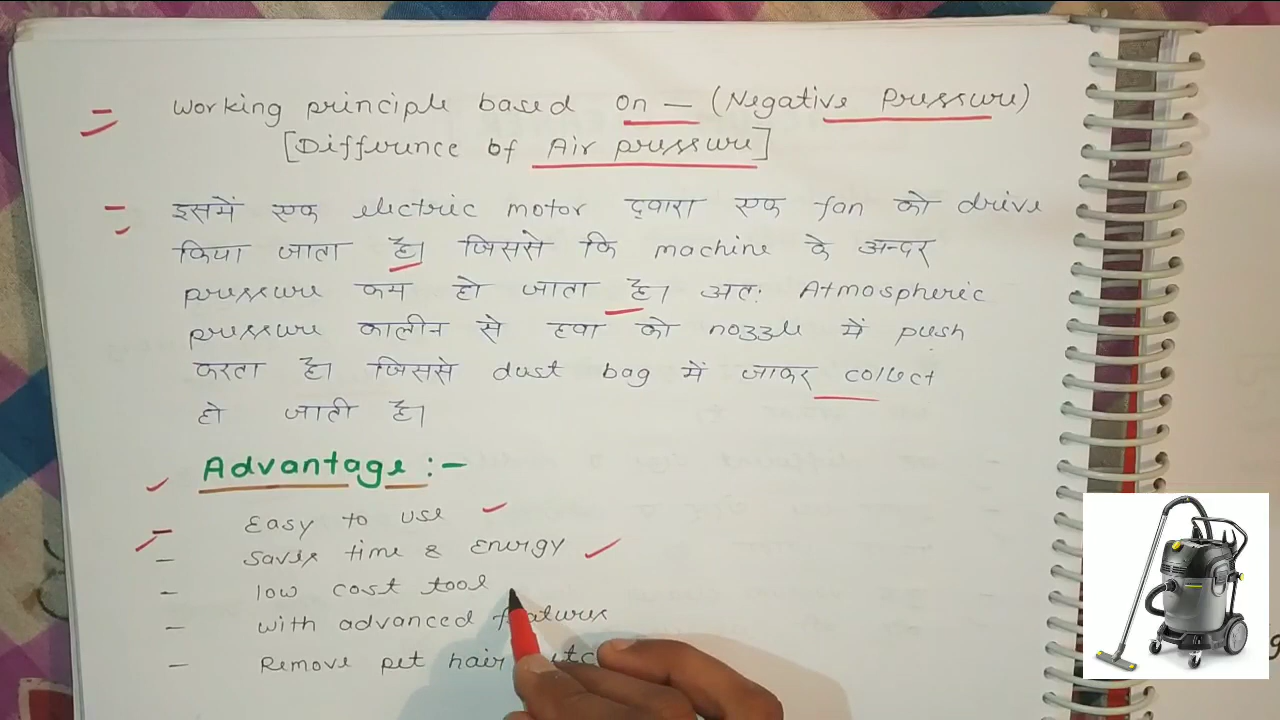 Working principle based on — (Negative Pressure)
[Difference of Air pressure]
इसमें एक electric motor द्वारा एक fan को drive
किया जाता है। जिससे कि machine के अन्दर
pressure कम हो जाता है। अतः Atmospheric
pressure कालीन से हवा को nozzle में push
करता है। जिससे dust bag में जाकर collect
हो जाती है।
Advantage :-
- Easy to use
- Saves time & Energy
- low cost tool
- with advanced features
- Remove pet hair etc